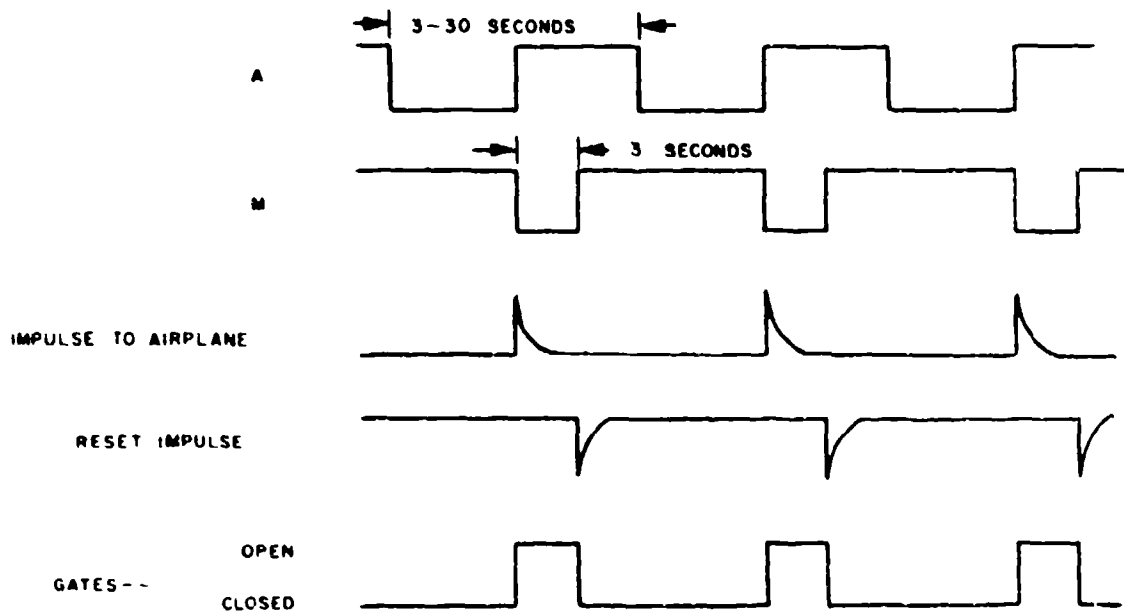 3-30 SECONDS
A
3 SECONDS
M
IMPULSE TO AIRPLANE
RESET IMPULSE
OPEN
GATES--
CLOSED